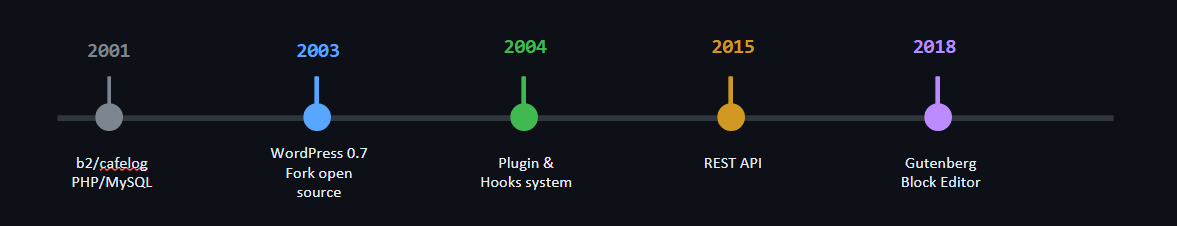 2001
b2/cafelog
PHP/MySQL
2003
WordPress 0.7
Fork open
source
2004
Plugin &
Hooks system
2015
REST API
2018
Gutenberg
Block Editor